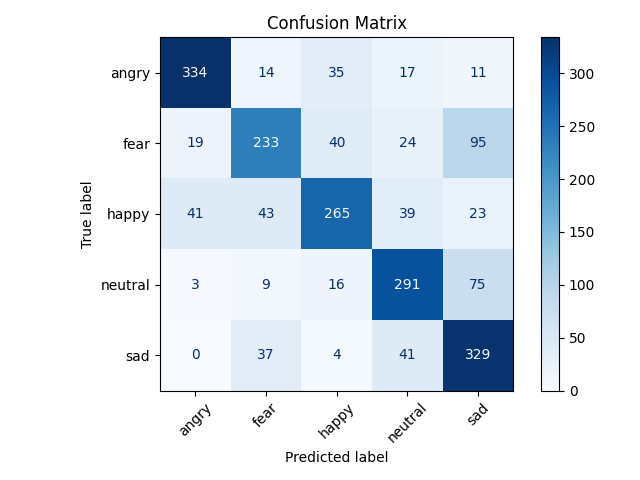 Confusion Matrix
True label
angry 334 14 35 17 11
fear 19 233 40 24 95
happy 41 43 265 39 23
neutral 3 9 16 291 75
sad 0 37 4 41 329
angry fear happy neutral sad
Predicted label
300
250
200
150
100
50
0